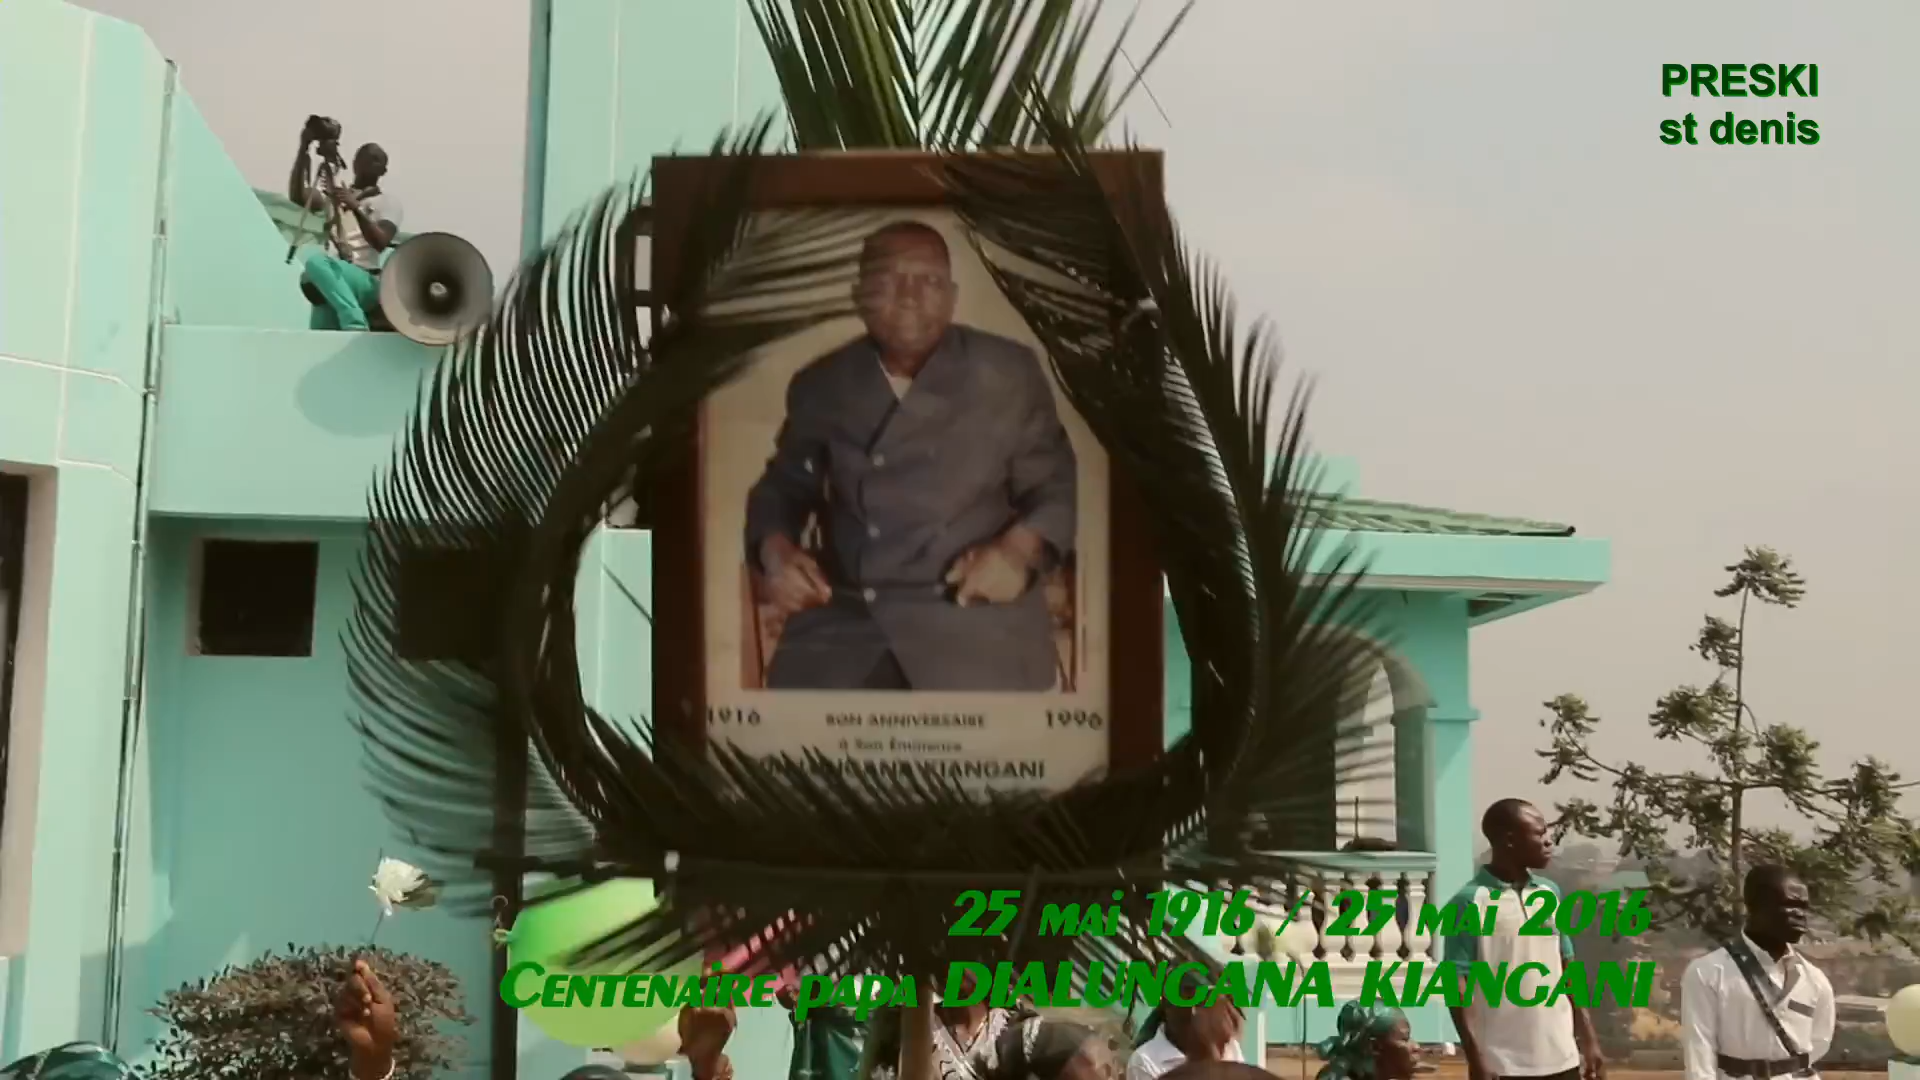 PRESKI
st denis
1916 BON ANNIVERSAIRE 1996
à Son Éminence
KIANGANI
25 mai 1916 / 25 mai 2016
Centenaire papa DIALUNGANA KIANGANI